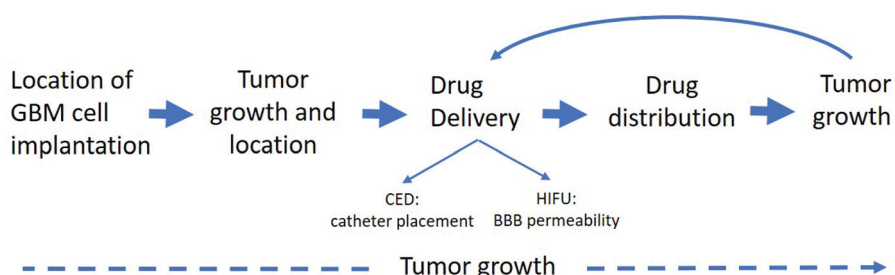 Location of
GBM cell
implantation
Tumor
growth and
location
Drug
Delivery
Drug
distribution
Tumor
growth
CED:
catheter placement
HIFU:
BBB permeability
Tumor growth